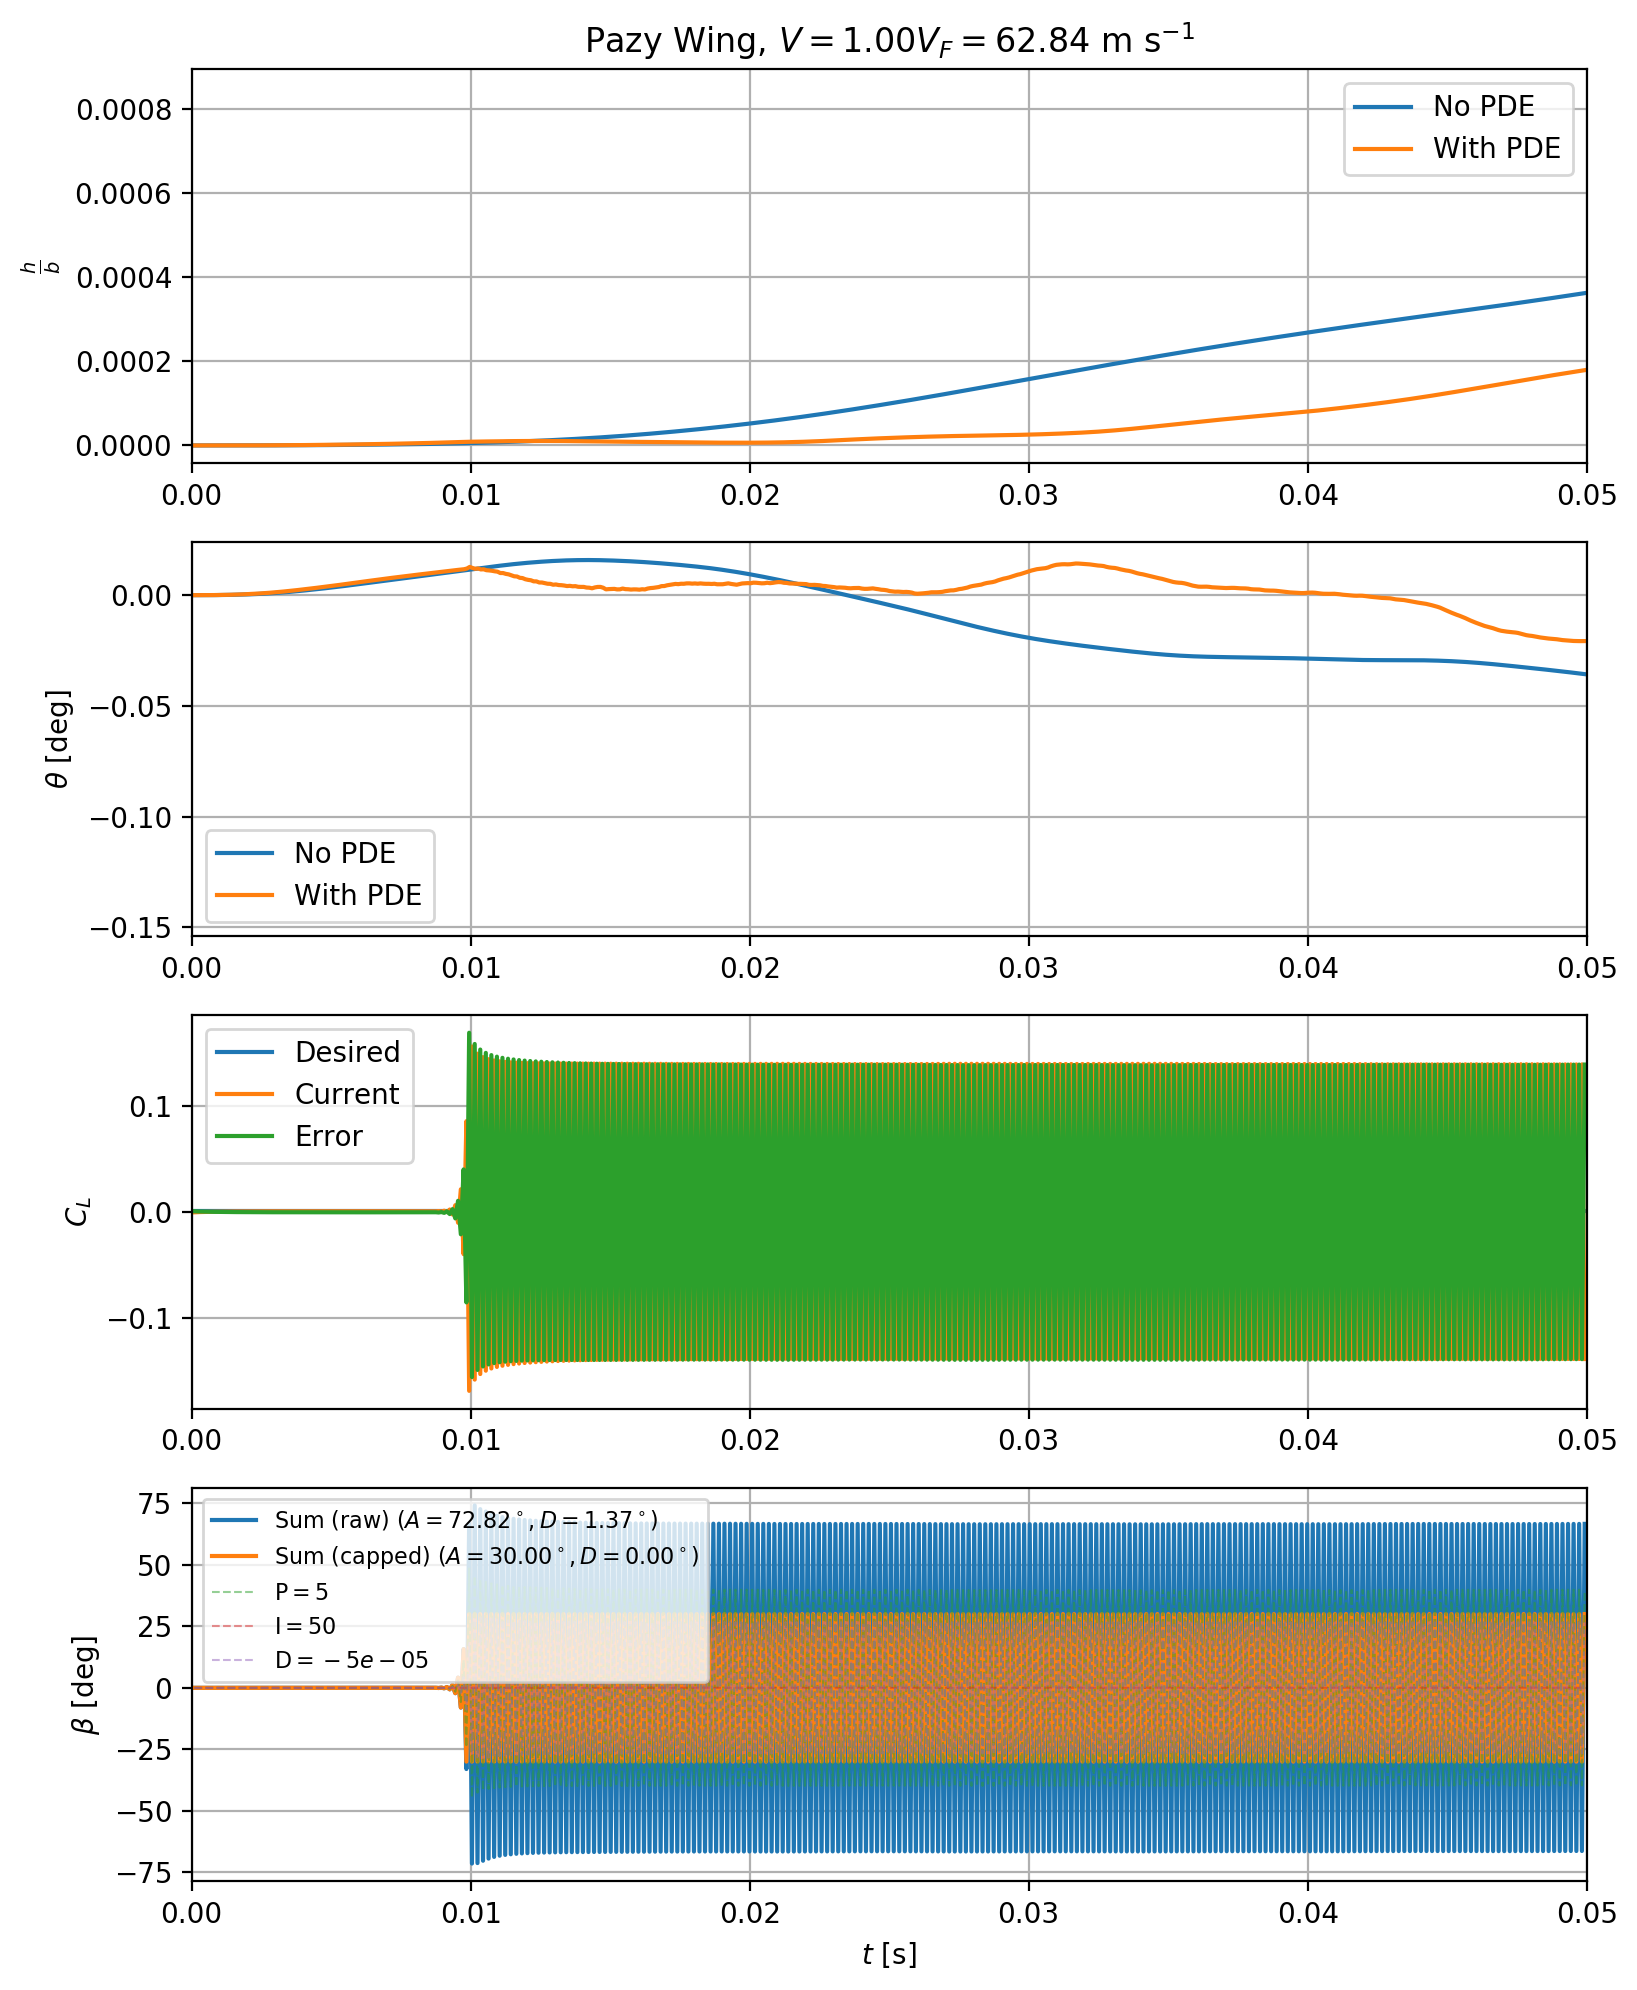 Pazy Wing, V = 1.00V_F = 62.84 m s⁻¹
0.0008
0.0006
0.0004
0.0002
0.0000
h/b
No PDE
With PDE
0.00 0.01 0.02 0.03 0.04 0.05
0.00
−0.05
−0.10
−0.15
θ [deg]
No PDE
With PDE
0.00 0.01 0.02 0.03 0.04 0.05
0.1
0.0
−0.1
C_L
Desired
Current
Error
0.00 0.01 0.02 0.03 0.04 0.05
75
50
25
0
−25
−50
−75
β [deg]
Sum (raw) (A = 72.82°, D = 1.37°)
Sum (capped) (A = 30.00°, D = 0.00°)
P = 5
I = 50
D = −5e − 05
0.00 0.01 0.02 0.03 0.04 0.05
t [s]